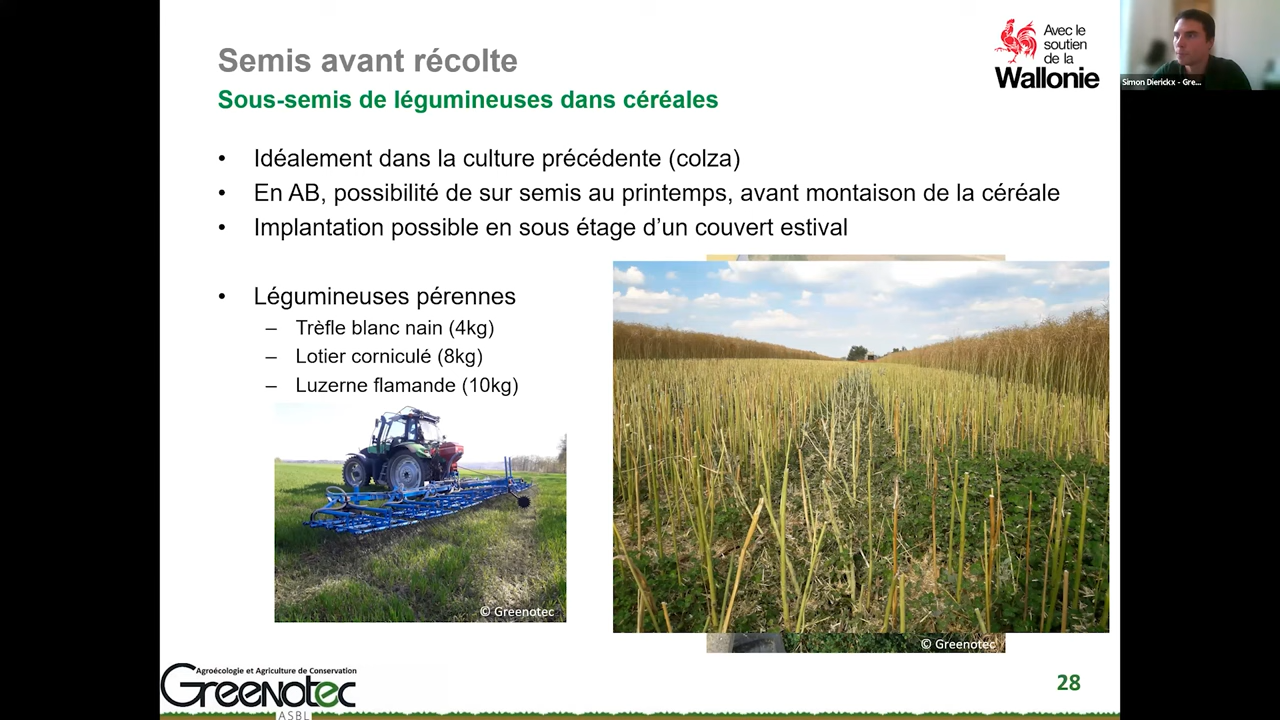 Semis avant récolte
Sous-semis de légumineuses dans céréales
Avec le
soutien
de la
Wallonie
Simon Dierickx - Gre...
• Idéalement dans la culture précédente (colza)
• En AB, possibilité de sur semis au printemps, avant montaison de la céréale
• Implantation possible en sous étage d’un couvert estival
• Légumineuses pérennes
– Trèfle blanc nain (4kg)
– Lotier corniculé (8kg)
– Luzerne flamande (10kg)
© Greenotec
© Greenotec
Agroécologie et Agriculture de Conservation
Greenotec
ASBL
28